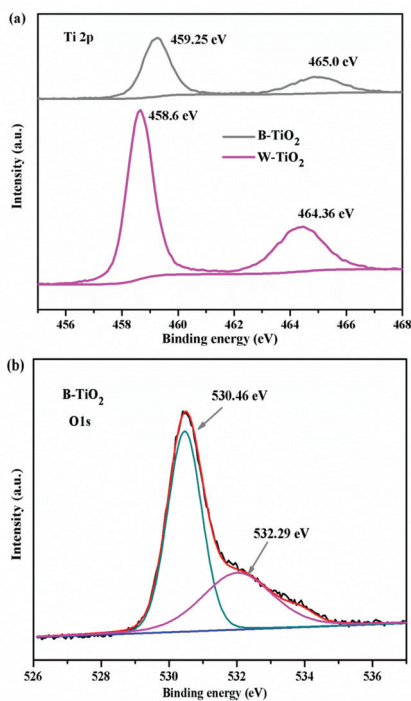 (a)
Ti 2p
459.25 eV
465.0 eV
458.6 eV
B-TiO₂
W-TiO₂
464.36 eV
Intensity (a.u.)
456 458 460 462 464 466 468
Binding energy (eV)
(b)
B-TiO₂
O1s
530.46 eV
532.29 eV
Intensity (a.u.)
526 528 530 532 534 536
Binding energy (eV)